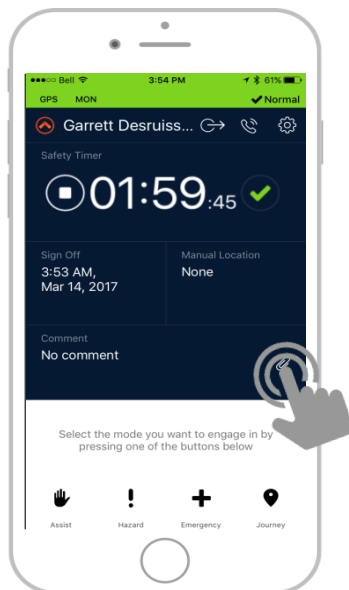 Bell 3:54 PM 61%
GPS MON Normal
Garrett Desruiss...
Safety Timer
01:59:45
Sign Off Manual Location
3:53 AM, None
Mar 14, 2017
Comment
No comment
Select the mode you want to engage in by
pressing one of the buttons below
Assist Hazard Emergency Journey